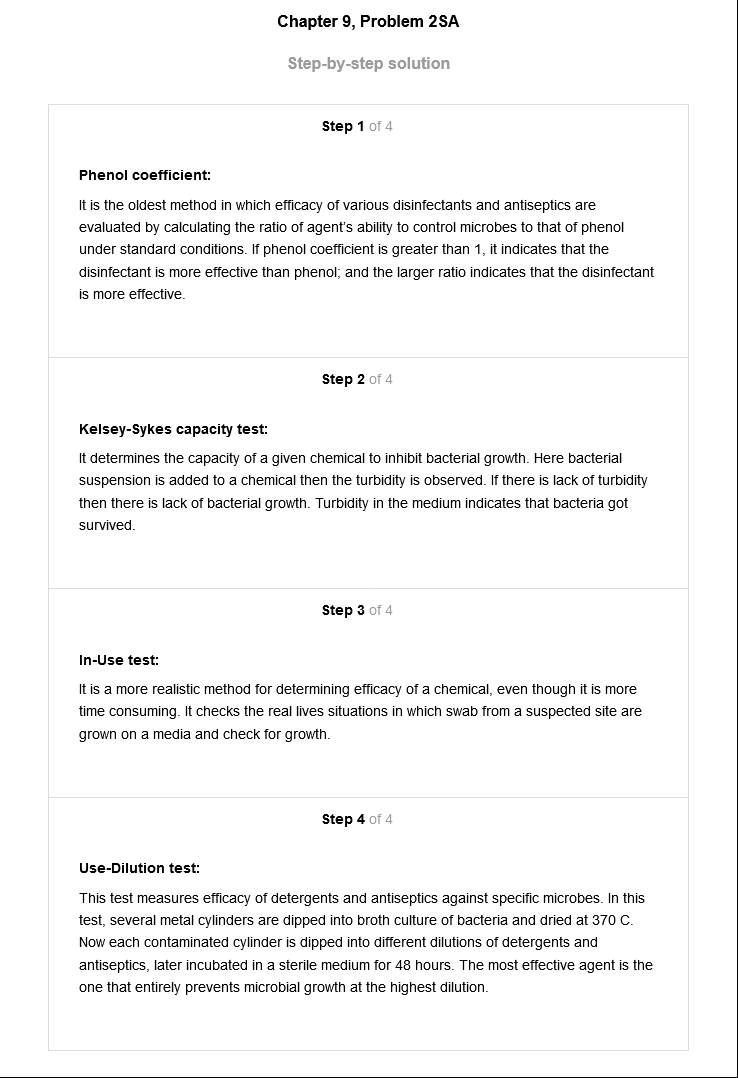 Chapter 9, Problem 2SA
Step-by-step solution
Step 1 of 4
Phenol coefficient:
It is the oldest method in which efficacy of various disinfectants and antiseptics are
evaluated by calculating the ratio of agent's ability to control microbes to that of phenol
under standard conditions. If phenol coefficient is greater than 1, it indicates that the
disinfectant is more effective than phenol; and the larger ratio indicates that the disinfectant
is more effective.
Step 2 of 4
Kelsey-Sykes capacity test:
It determines the capacity of a given chemical to inhibit bacterial growth. Here bacterial
suspension is added to a chemical then the turbidity is observed. If there is lack of turbidity
then there is lack of bacterial growth. Turbidity in the medium indicates that bacteria got
survived.
Step 3 of 4
In-Use test:
It is a more realistic method for determining efficacy of a chemical, even though it is more
time consuming. It checks the real lives situations in which swab from a suspected site are
grown on a media and check for growth.
Step 4 of 4
Use-Dilution test:
This test measures efficacy of detergents and antiseptics against specific microbes. In this
test, several metal cylinders are dipped into broth culture of bacteria and dried at 370 C.
Now each contaminated cylinder is dipped into different dilutions of detergents and
antiseptics, later incubated in a sterile medium for 48 hours. The most effective agent is the
one that entirely prevents microbial growth at the highest dilution.